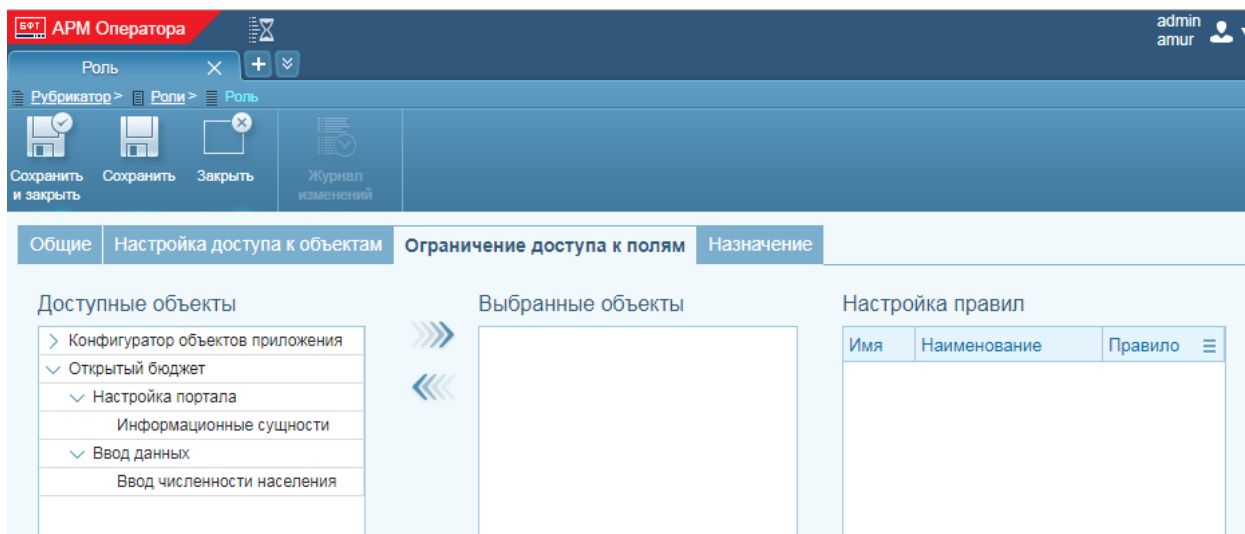 БФТ АРМ Оператора
admin
amur
Роль
Рубрикатор > Роли > Роль
Сохранить и закрыть
Сохранить
Закрыть
Журнал изменений
Общие
Настройка доступа к объектам
Ограничение доступа к полям
Назначение
Доступные объекты
Конфигуратор объектов приложения
Открытый бюджет
Настройка портала
Информационные сущности
Ввод данных
Ввод численности населения
Выбранные объекты
Настройка правил
Имя
Наименование
Правило